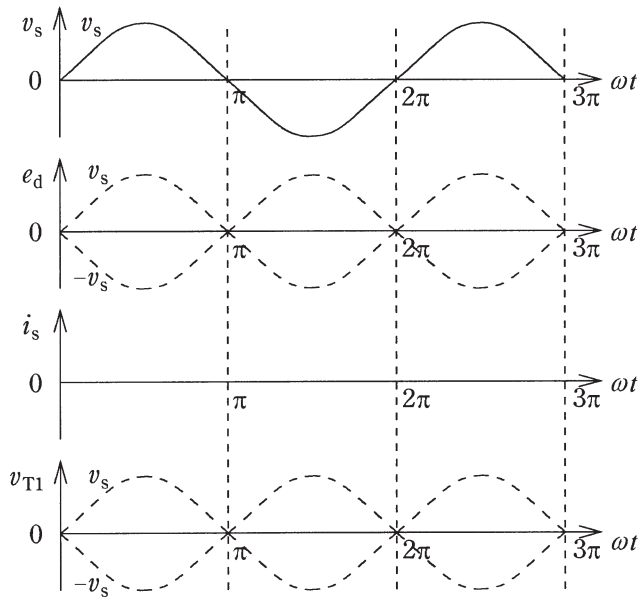 v_s v_s
0 π 2π 3π ωt
e_d v_s
0 π 2π 3π ωt
-v_s
i_s
0 π 2π 3π ωt
v_T1 v_s
0 π 2π 3π ωt
-v_s